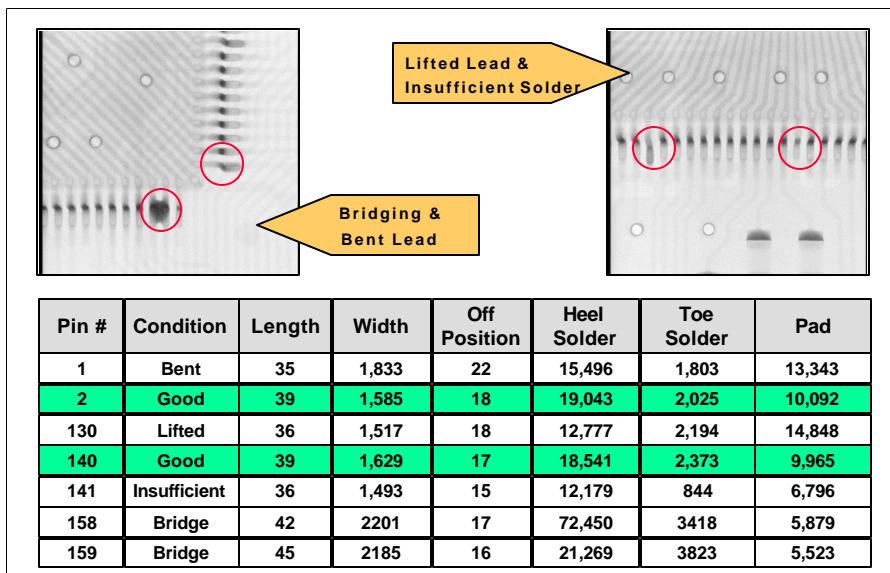 Lifted Lead &
Insufficient Solder
Bridging &
Bent Lead
Pin # Condition Length Width Off Position Heel Solder Toe Solder Pad
1 Bent 35 1,833 22 15,496 1,803 13,343
2 Good 39 1,585 18 19,043 2,025 10,092
130 Lifted 36 1,517 18 12,777 2,194 14,848
140 Good 39 1,629 17 18,541 2,373 9,965
141 Insufficient 36 1,493 15 12,179 844 6,796
158 Bridge 42 2201 17 72,450 3418 5,879
159 Bridge 45 2185 16 21,269 3823 5,523